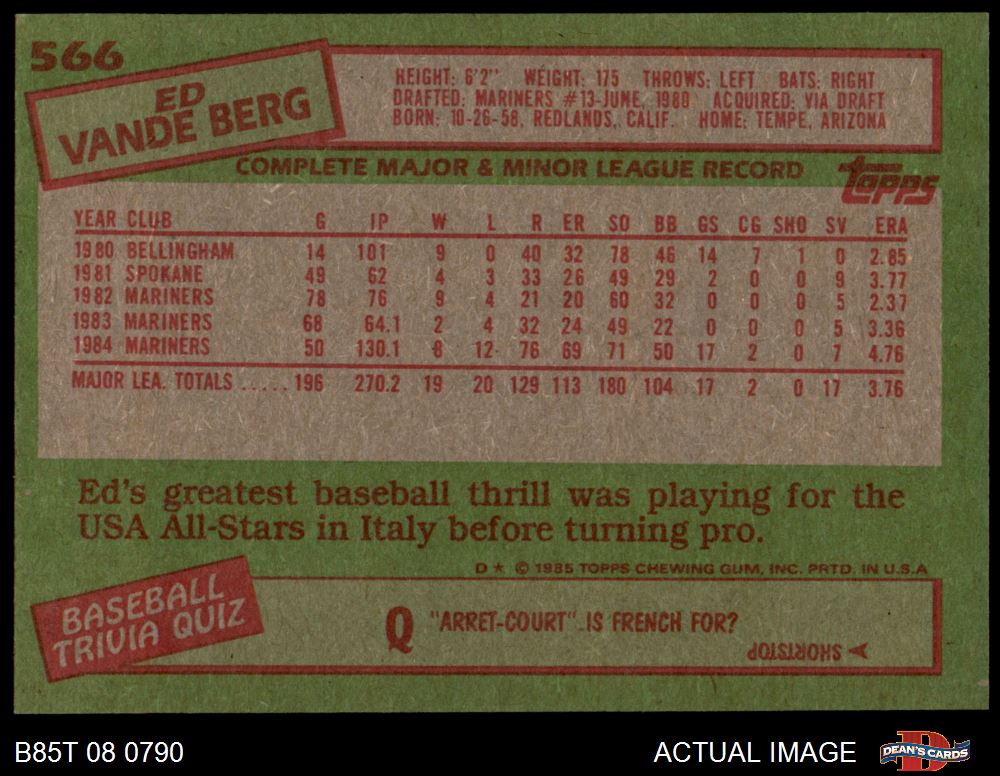 566
ED
VANDE BERG
HEIGHT: 6'2" WEIGHT: 175 THROWS: LEFT BATS: RIGHT
DRAFTED: MARINERS #13-JUNE, 1980 ACQUIRED: VIA DRAFT
BORN: 10-26-58, REDLANDS, CALIF. HOME: TEMPE, ARIZONA
COMPLETE MAJOR & MINOR LEAGUE RECORD
topps
YEAR CLUB G IP W L R ER SO BB GS CG SHO SV ERA
1980 BELLINGHAM 14 101 9 0 40 32 78 46 14 7 1 0 2.85
1981 SPOKANE 49 62 4 3 33 26 49 29 2 0 0 9 3.77
1982 MARINERS 78 76 9 4 21 20 60 32 0 0 0 5 2.37
1983 MARINERS 68 64.1 2 4 32 24 49 22 0 0 0 5 3.36
1984 MARINERS 50 130.1 8 12 76 69 71 50 17 2 0 7 4.76
MAJOR LEA. TOTALS ..... 196 270.2 19 20 129 113 180 104 17 2 0 17 3.76
Ed's greatest baseball thrill was playing for the
USA All-Stars in Italy before turning pro.
D ★ © 1985 TOPPS CHEWING GUM, INC. PRTD. IN U.S.A
BASEBALL
TRIVIA QUIZ
Q "ARRET-COURT" IS FRENCH FOR?
SHORTSTOP
B85T 08 0790
ACTUAL IMAGE
DEAN'S CARDS